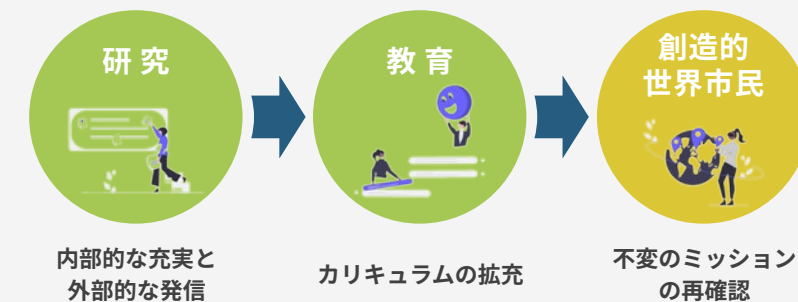 研究
内部的な充実と
外部的な発信
教育
カリキュラムの拡充
創造的
世界市民
不変のミッション
の再確認